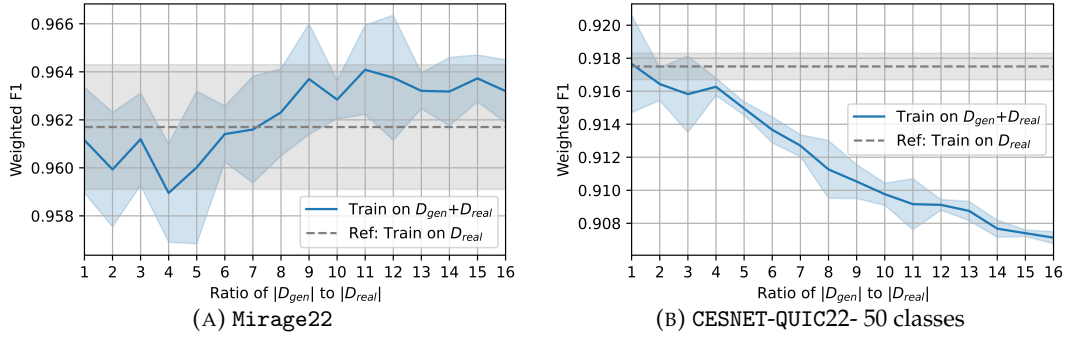 0.966
0.964
0.962
0.960
0.958
Weighted F1
Train on D_gen+D_real
Ref: Train on D_real
1 2 3 4 5 6 7 8 9 10 11 12 13 14 15 16
Ratio of |D_gen| to |D_real|
(A) Mirage22
0.920
0.918
0.916
0.914
0.912
0.910
0.908
Weighted F1
Train on D_gen+D_real
Ref: Train on D_real
1 2 3 4 5 6 7 8 9 10 11 12 13 14 15 16
Ratio of |D_gen| to |D_real|
(B) CESNET-QUIC22- 50 classes